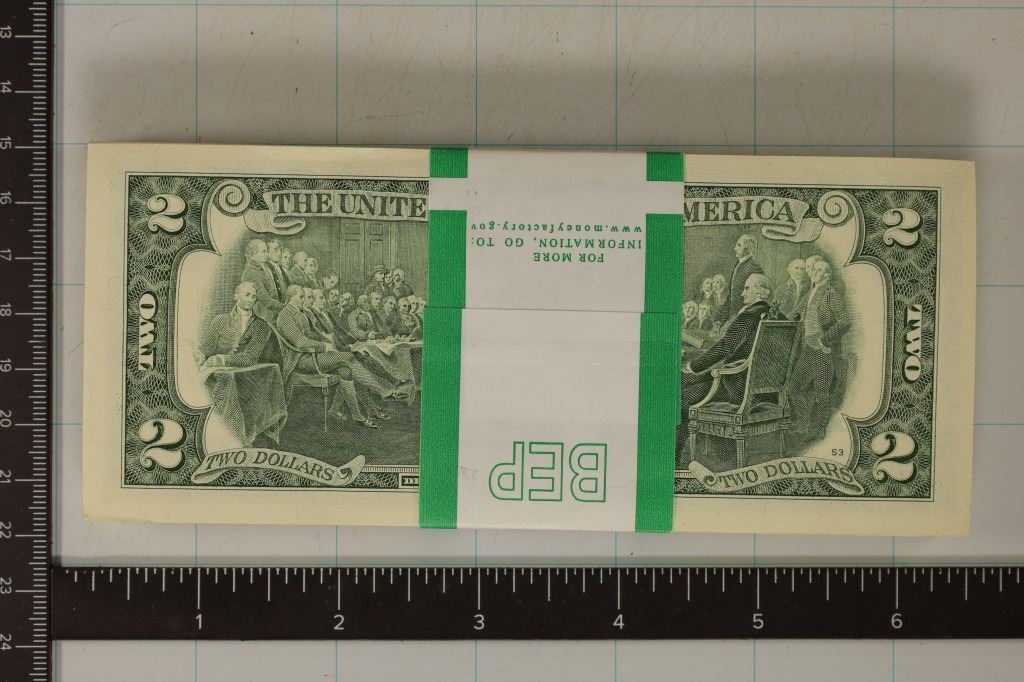 13
14
15
16
17
18
19
20
21
22
23
24
2
THE UNITE
MERICA
2
www.moneyfactory.gov
INFORMATION, GO TO:
FOR MORE
TWO
TWO
BEP
53
2
TWO DOLLARS
TWO DOLLARS
2
1 2 3 4 5 6